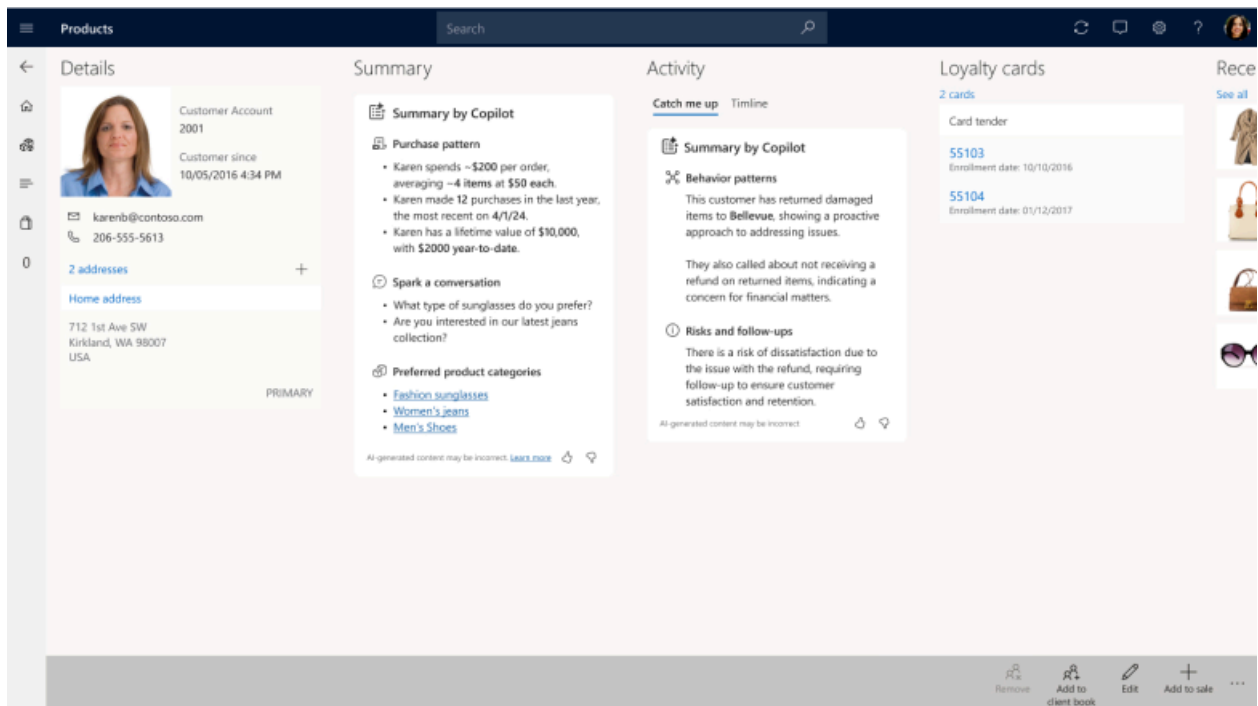 Products
Search
?
Details
Customer Account
2001
Customer since
10/05/2016 4:34 PM
karenb@contoso.com
206-555-5613
2 addresses
Home address
712 1st Ave SW
Kirkland, WA 98007
USA
PRIMARY
0
Summary
Summary by Copilot
Purchase pattern
• Karen spends ~$200 per order,
averaging ~4 items at $50 each.
• Karen made 12 purchases in the last year,
the most recent on 4/1/24.
• Karen has a lifetime value of $10,000,
with $2000 year-to-date.
Spark a conversation
• What type of sunglasses do you prefer?
• Are you interested in our latest jeans
collection?
Preferred product categories
• Fashion sunglasses
• Women's jeans
• Men's Shoes
AI-generated content may be incorrect. Learn more
Activity
Catch me up Timline
Summary by Copilot
Behavior patterns
This customer has returned damaged
items to Bellevue, showing a proactive
approach to addressing issues.
They also called about not receiving a
refund on returned items, indicating a
concern for financial matters.
Risks and follow-ups
There is a risk of dissatisfaction due to
the issue with the refund, requiring
follow-up to ensure customer
satisfaction and retention.
AI-generated content may be incorrect
Loyalty cards
2 cards
Card tender
55103
Enrollment date: 10/10/2016
55104
Enrollment date: 01/12/2017
Rece
See all
Remove
Add to
client book
Edit
Add to sale
...